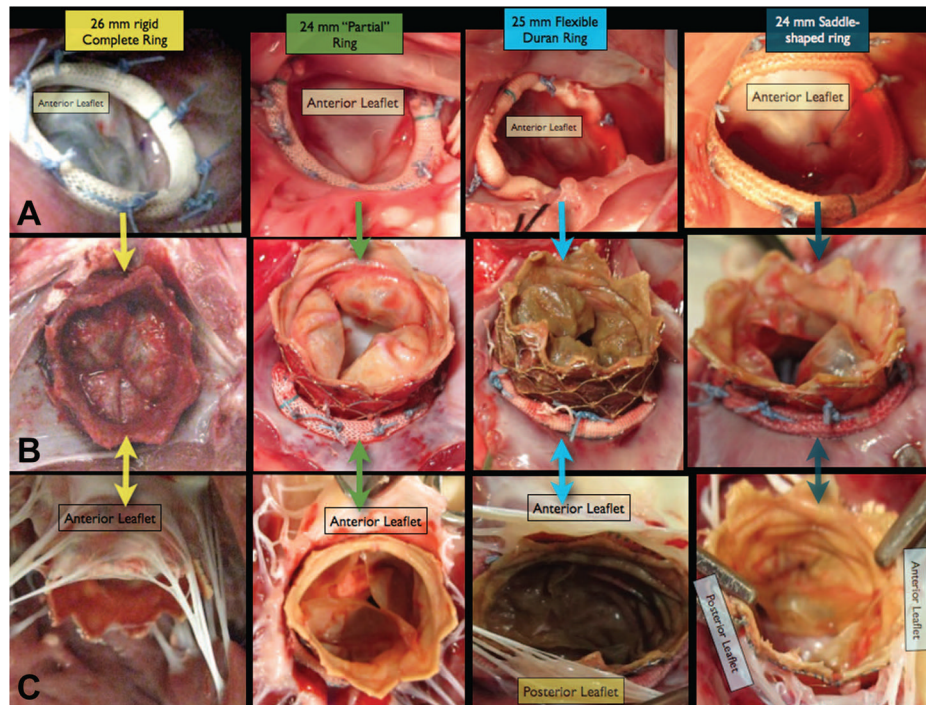 26 mm rigid
Complete Ring
24 mm “Partial”
Ring
25 mm Flexible
Duran Ring
24 mm Saddle-
shaped ring
Anterior Leaflet
Anterior Leaflet
Anterior Leaflet
Anterior Leaflet
A
B
Anterior Leaflet
Anterior Leaflet
Anterior Leaflet
Posterior Leaflet
Posterior Leaflet
Anterior Leaflet
C